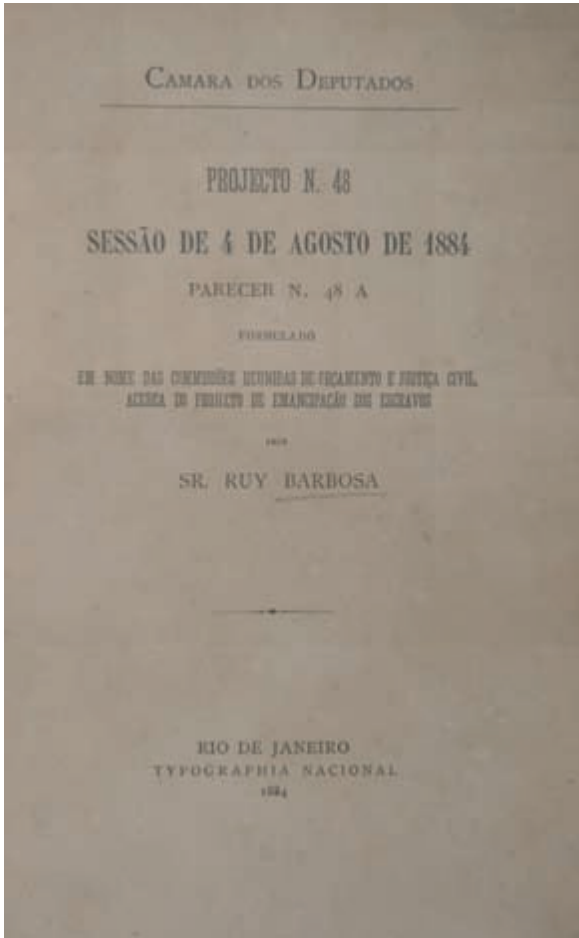 CAMARA DOS DEPUTADOS
PROJECTO N. 48
SESSÃO DE 4 DE AGOSTO DE 1884
PARECER N. 48 A
FORMULADO
EM NOME DAS COMMISSÕES REUNIDAS DE ORÇAMENTO E JUSTIÇA CIVIL,
ACERCA DO PROJECTO DE EMANCIPAÇÃO DOS ESCRAVOS
PELO
SR. RUY BARBOSA
RIO DE JANEIRO
TYPOGRAPHIA NACIONAL
1884